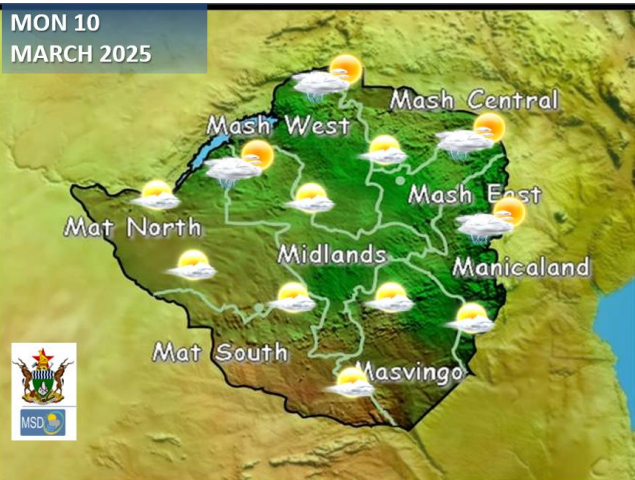 MON 10
MARCH 2025
Mash Central
Mash West
Mash East
Mat North
Midlands
Manicaland
Mat South
Masvingo
MSD